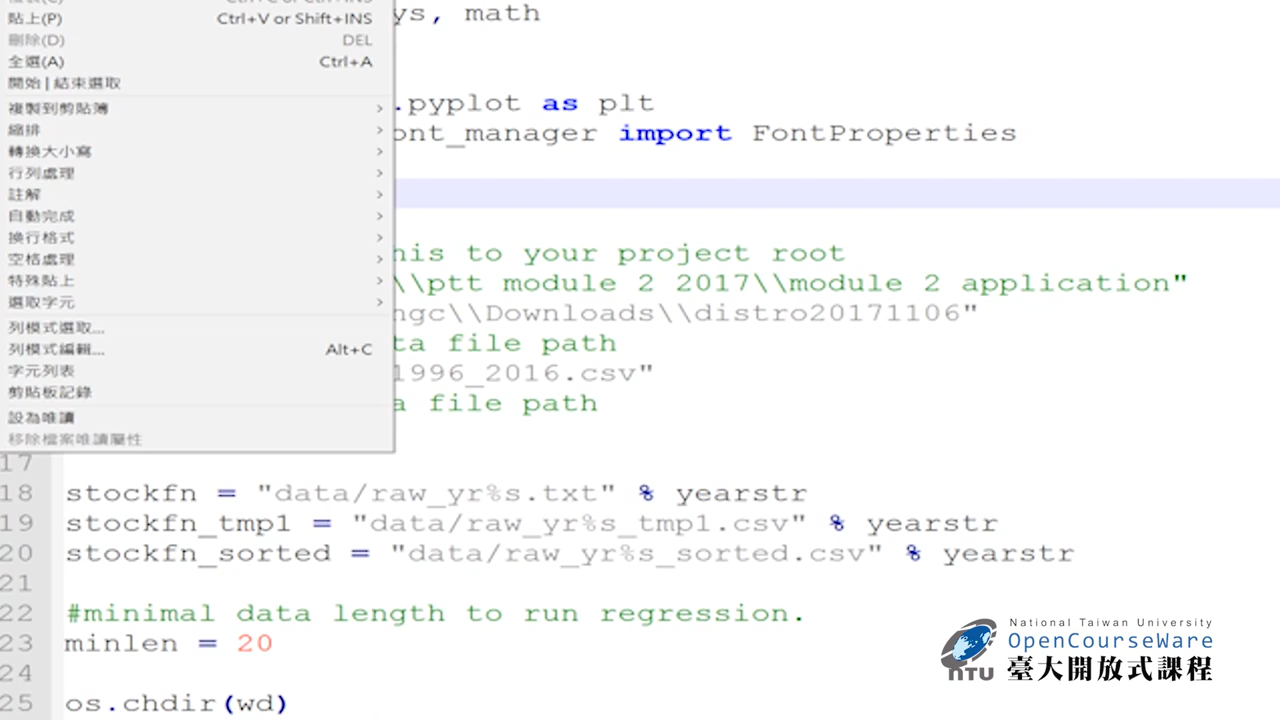 貼上(P) Ctrl+V or Shift+INS
刪除(D) DEL
全選(A) Ctrl+A
開始 | 結束選取
複製到剪貼簿
縮排
轉換大小寫
行列處理
註解
自動完成
換行格式
空格處理
特殊貼上
選取字元
列模式選取...
列模式編輯... Alt+C
字元列表
剪貼板記錄
設為唯讀
移除檔案唯讀屬性
ys, math
.pyplot as plt
ont_manager import FontProperties
his to your project root
\\ptt module 2 2017\\module 2 application"
ngc\\Downloads\\distro20171106"
ta file path
1996_2016.csv"
a file path
17
18 stockfn = "data/raw_yr%s.txt" % yearstr
19 stockfn_tmp1 = "data/raw_yr%s_tmp1.csv" % yearstr
20 stockfn_sorted = "data/raw_yr%s_sorted.csv" % yearstr
21
22 #minimal data length to run regression.
23 minlen = 20
24
25 os.chdir(wd)
National Taiwan University
OpenCourseWare
NTU 臺大開放式課程